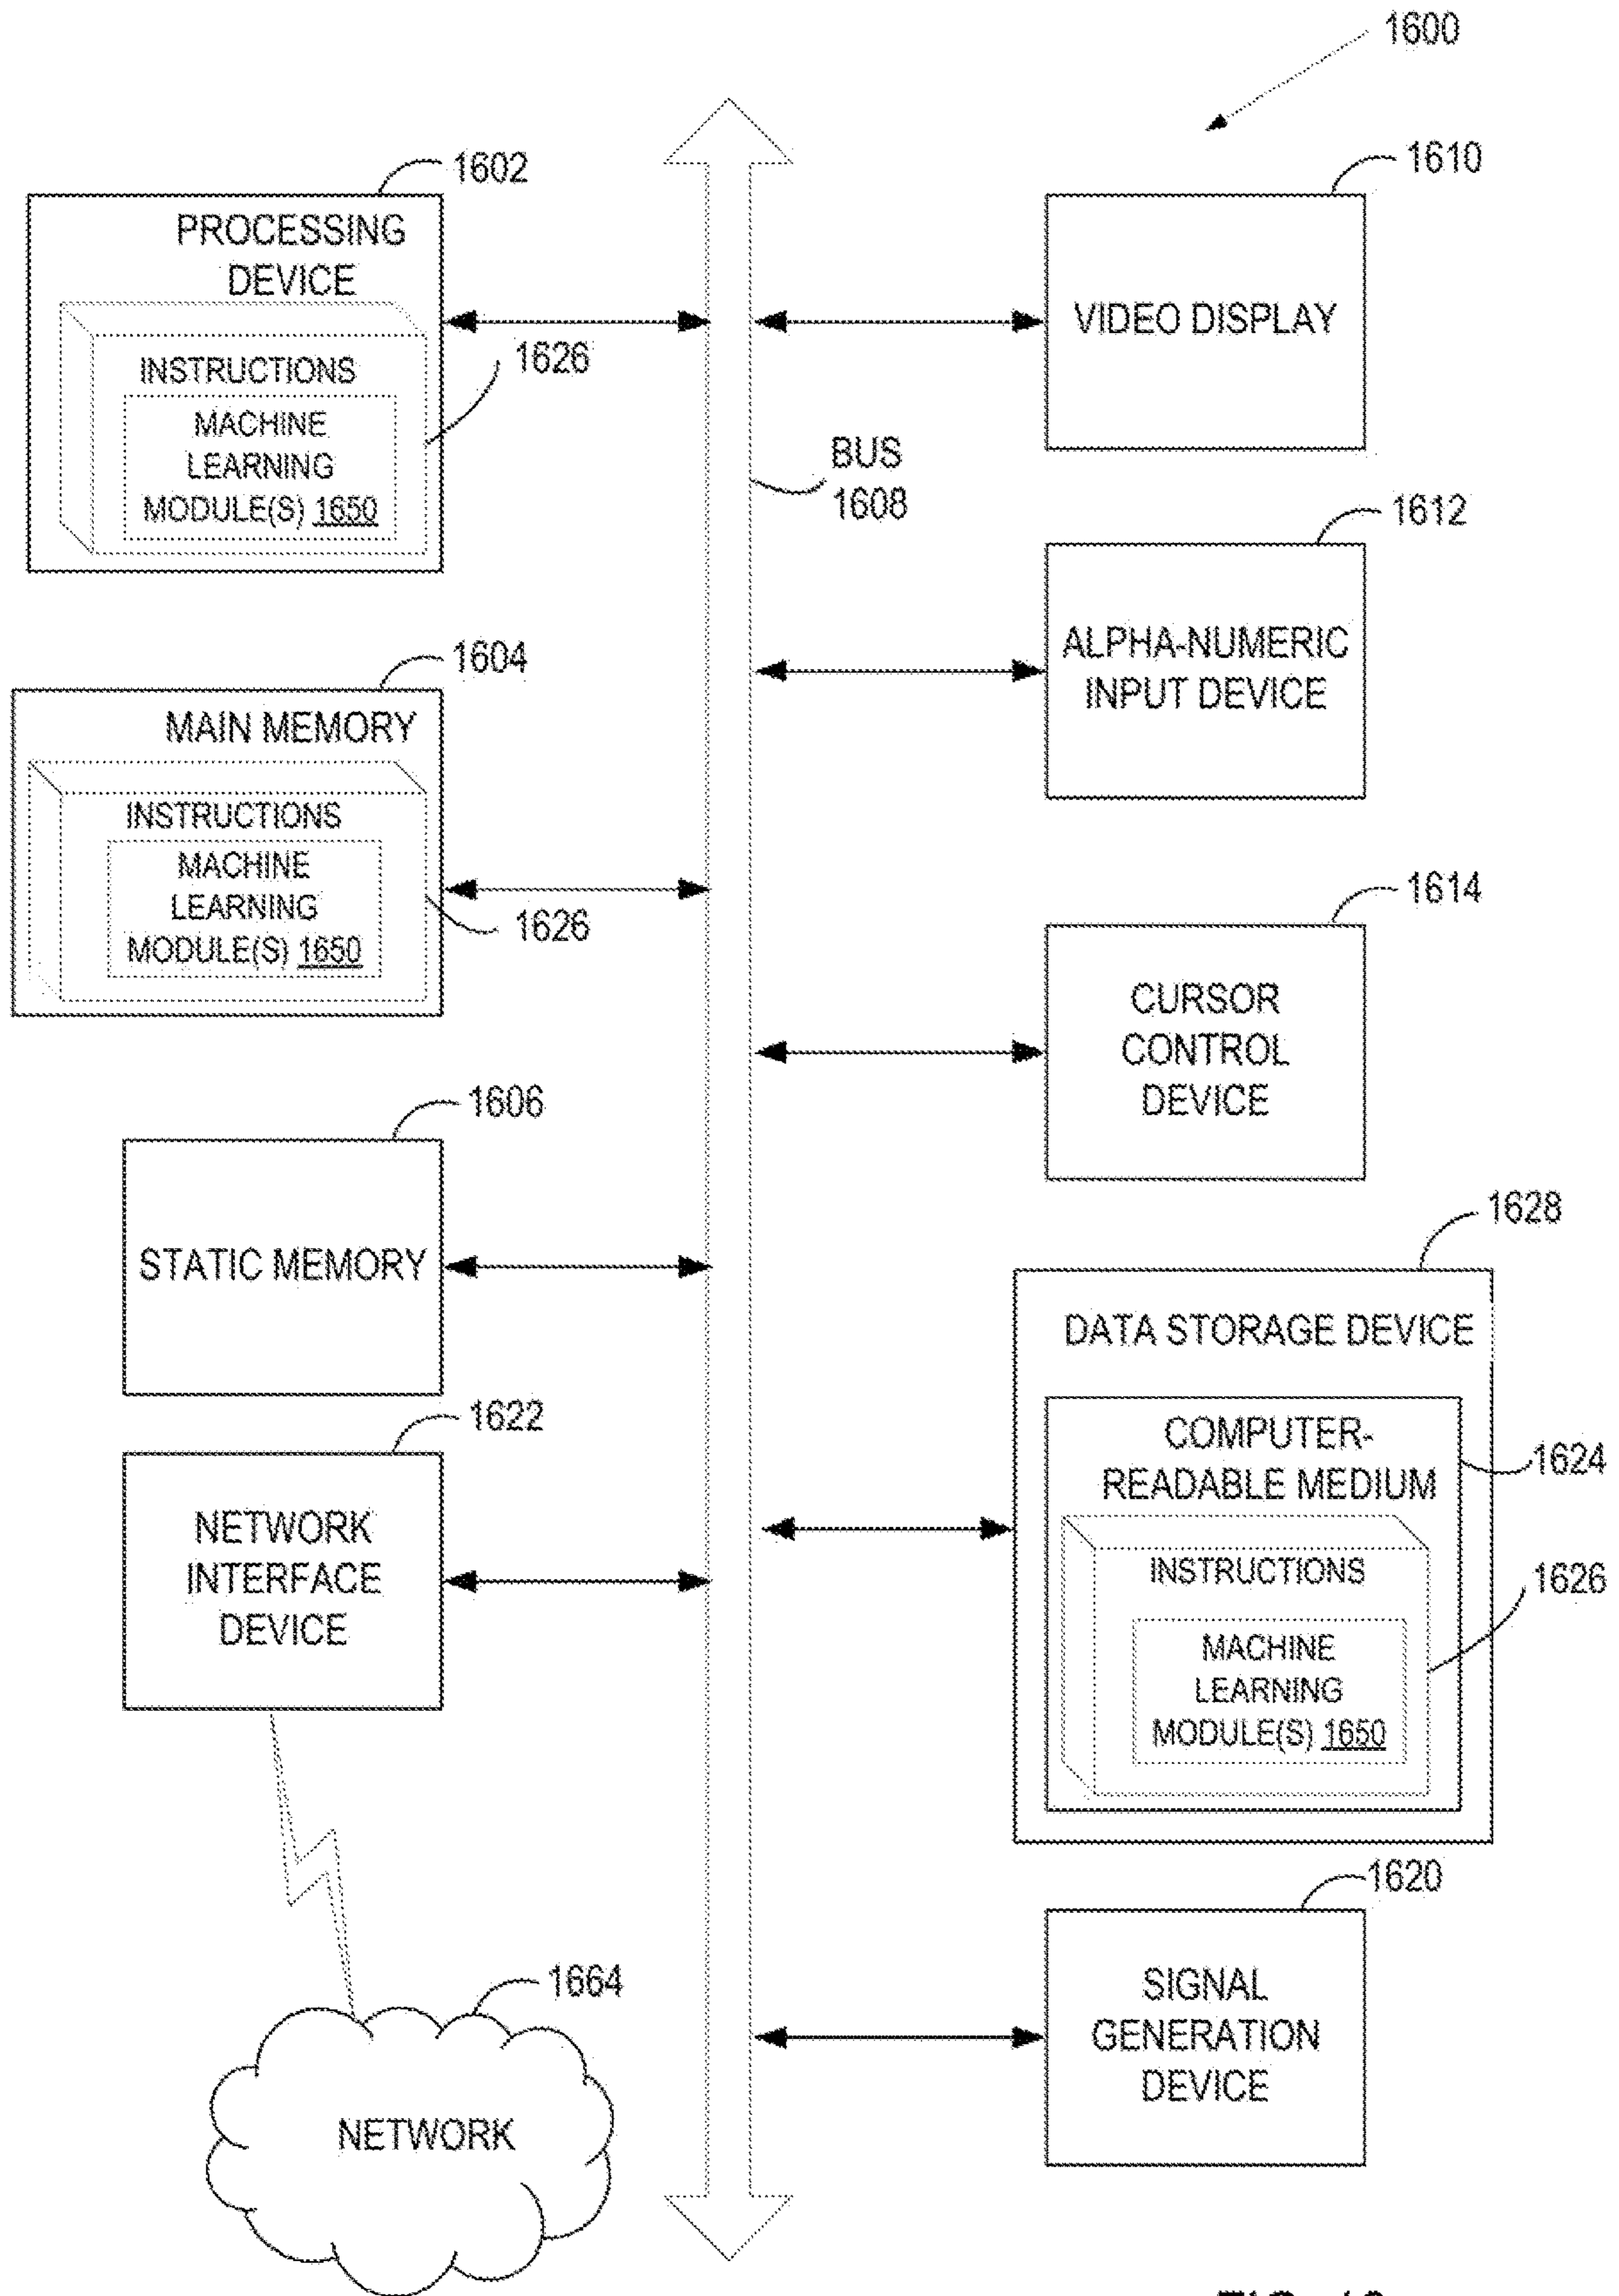 1600
1602
PROCESSING
DEVICE
INSTRUCTIONS
MACHINE
LEARNING
MODULE(S) 1650
1626
BUS
1608
1610
VIDEO DISPLAY
1612
ALPHA-NUMERIC
INPUT DEVICE
1604
MAIN MEMORY
INSTRUCTIONS
MACHINE
LEARNING
MODULE(S) 1650
1626
1614
CURSOR
CONTROL
DEVICE
1606
STATIC MEMORY
1628
DATA STORAGE DEVICE
COMPUTER-
READABLE MEDIUM
1624
INSTRUCTIONS
1626
MACHINE
LEARNING
MODULE(S) 1650
1622
NETWORK
INTERFACE
DEVICE
1620
SIGNAL
GENERATION
DEVICE
1664
NETWORK